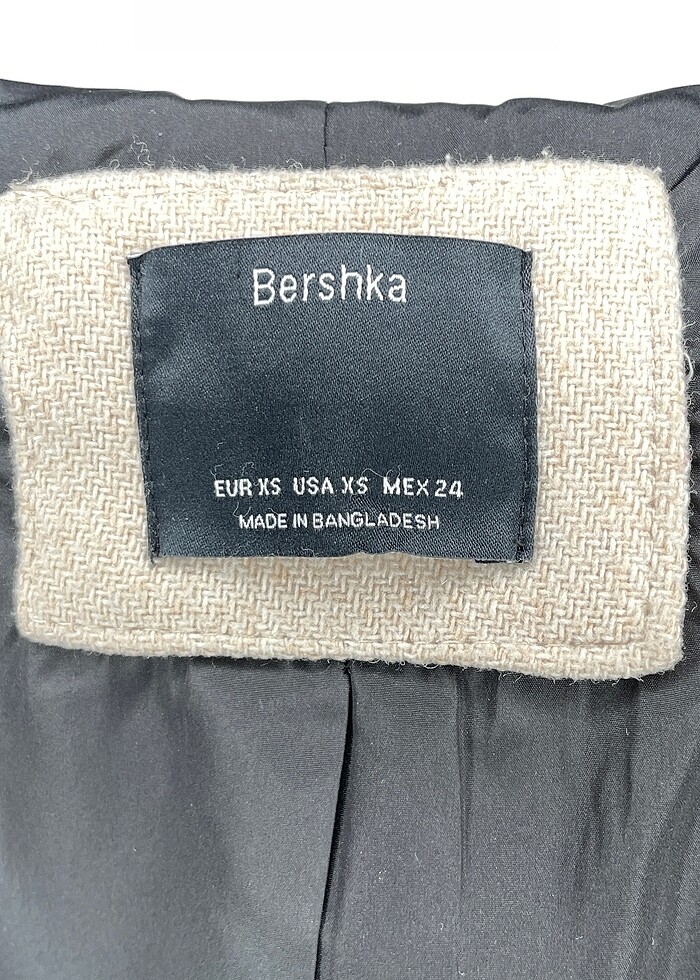 Bershka
EUR XS USA XS MEX 24
MADE IN BANGLADESH